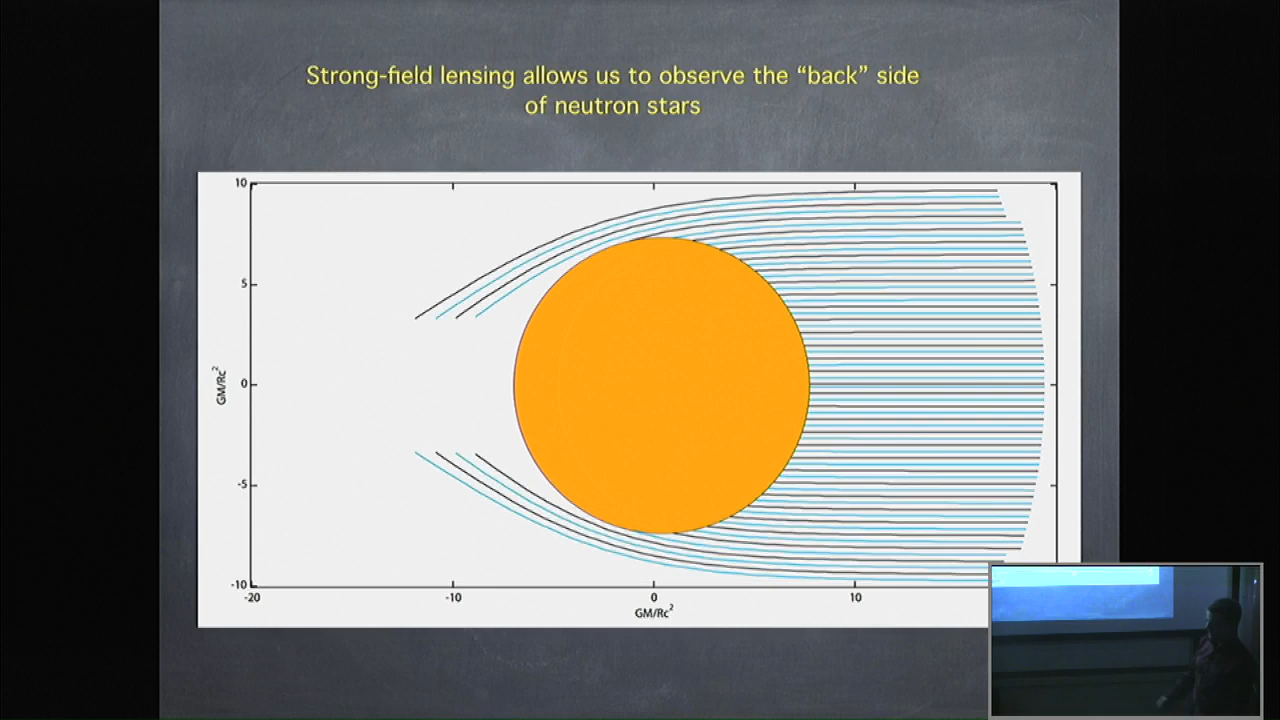 Strong-field lensing allows us to observe the “back” side
of neutron stars
10
5
0
-5
-10
GM/Rc²
-20
-10
0
10
GM/Rc²